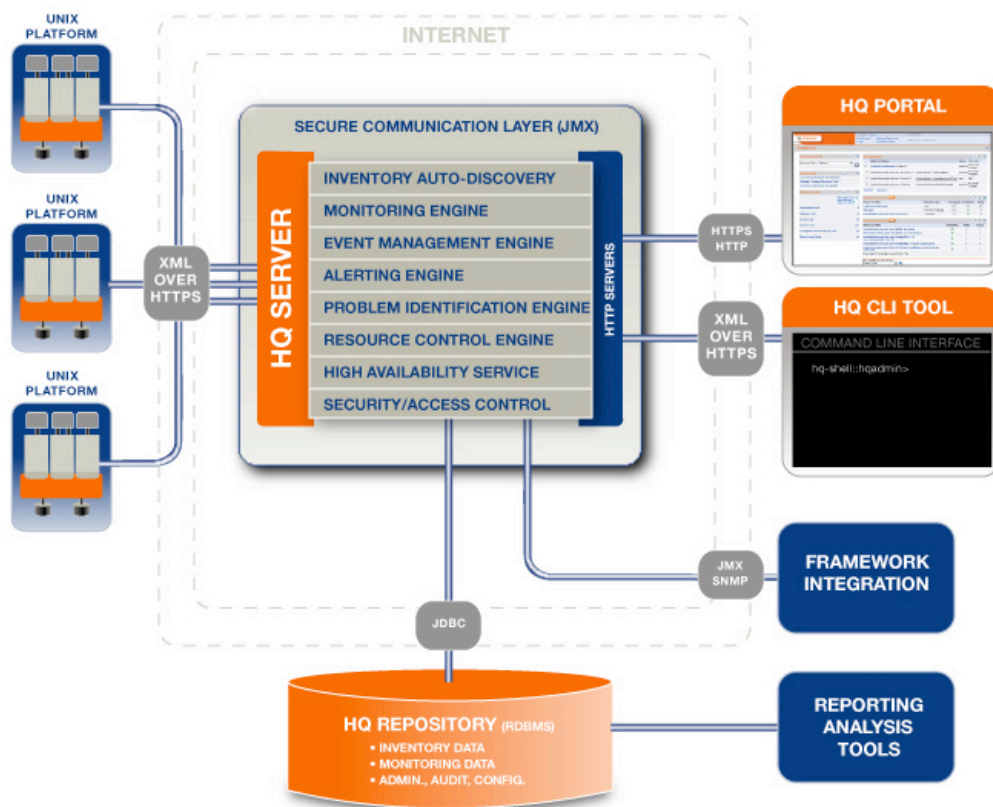 UNIX
PLATFORM
UNIX
PLATFORM
UNIX
PLATFORM
INTERNET
XML
OVER
HTTPS
SECURE COMMUNICATION LAYER (JMX)
HQ SERVER
INVENTORY AUTO-DISCOVERY
MONITORING ENGINE
EVENT MANAGEMENT ENGINE
ALERTING ENGINE
PROBLEM IDENTIFICATION ENGINE
RESOURCE CONTROL ENGINE
HIGH AVAILABILITY SERVICE
SECURITY/ACCESS CONTROL
HTTP SERVERS
HTTPS
HTTP
HQ PORTAL
XML
OVER
HTTPS
HQ CLI TOOL
COMMAND LINE INTERFACE
hq-shell::hqadmin>
JMX
SNMP
FRAMEWORK
INTEGRATION
JDBC
HQ REPOSITORY (RDBMS)
• INVENTORY DATA
• MONITORING DATA
• ADMIN., AUDIT, CONFIG.
REPORTING
ANALYSIS
TOOLS